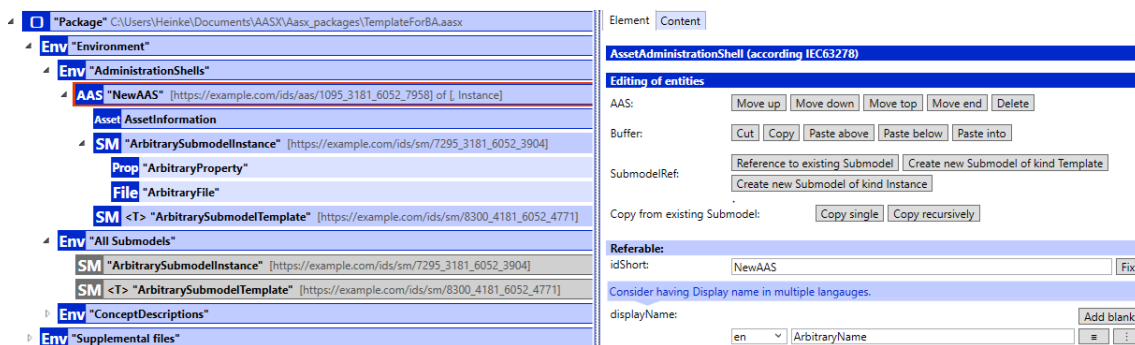 "Package" C:\Users\Heinke\Documents\AASX\Aasx_packages\TemplateForBA.aasx
Env "Environment"
Env "AdministrationShells"
AAS "NewAAS" [https://example.com/ids/aas/1095_3181_6052_7958] of [, Instance]
Asset AssetInformation
SM "ArbitrarySubmodelInstance" [https://example.com/ids/sm/7295_3181_6052_3904]
Prop "ArbitraryProperty"
File "ArbitraryFile"
SM <T> "ArbitrarySubmodelTemplate" [https://example.com/ids/sm/8300_4181_6052_4771]
Env "All Submodels"
SM "ArbitrarySubmodelInstance" [https://example.com/ids/sm/7295_3181_6052_3904]
SM <T> "ArbitrarySubmodelTemplate" [https://example.com/ids/sm/8300_4181_6052_4771]
Env "ConceptDescriptions"
Env "Supplemental files"
Element Content
AssetAdministrationShell (according IEC63278)
Editing of entities
AAS: Move up Move down Move top Move end Delete
Buffer: Cut Copy Paste above Paste below Paste into
SubmodelRef: Reference to existing Submodel Create new Submodel of kind Template
Create new Submodel of kind Instance
Copy from existing Submodel: Copy single Copy recursively
Referable:
idShort: NewAAS Fix
Consider having Display name in multiple langauges.
displayName: Add blank
en ArbitraryName